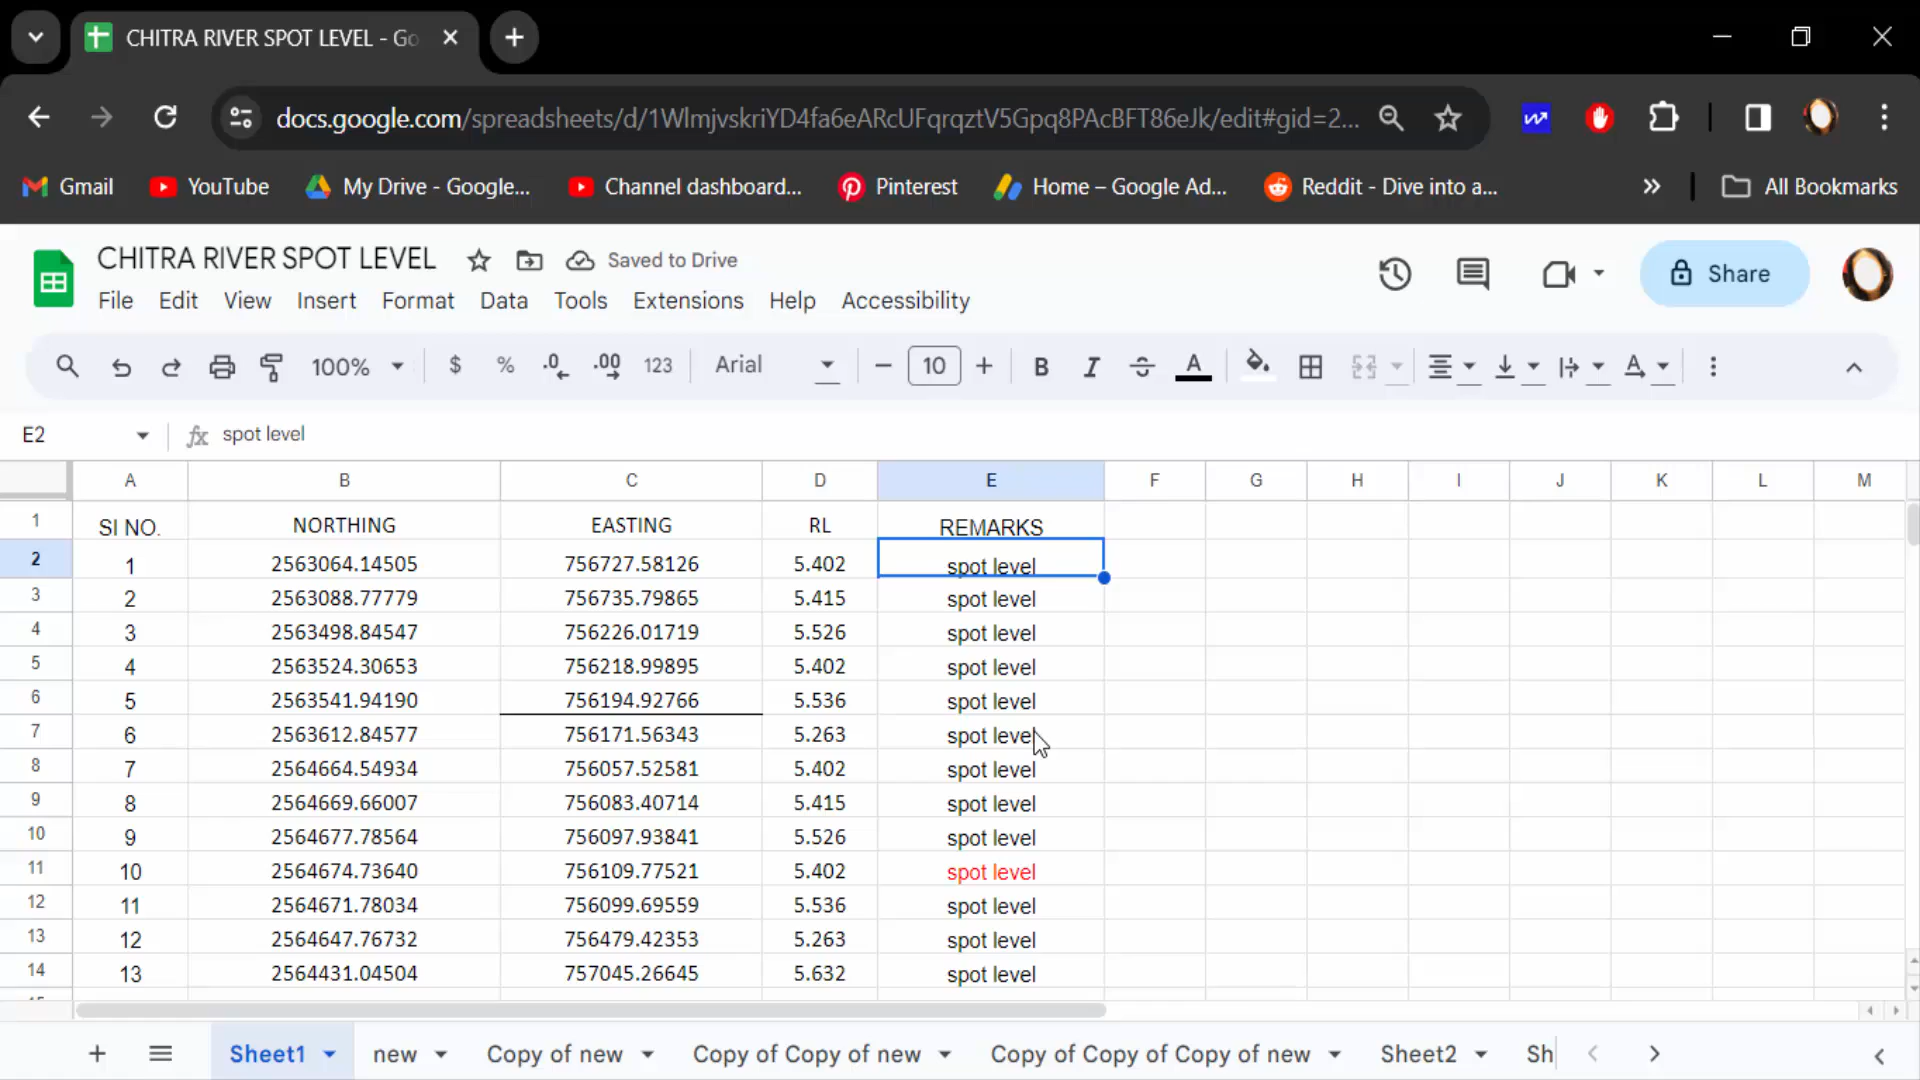 CHITRA RIVER SPOT LEVEL - Go
docs.google.com/spreadsheets/d/1WlmjvskriYD4fa6eARcUFqrqztV5Gpq8PAcBFT86eJk/edit#gid=2...
Gmail YouTube My Drive - Google... Channel dashboard... Pinterest Home – Google Ad... Reddit - Dive into a... » All Bookmarks
CHITRA RIVER SPOT LEVEL Saved to Drive
File Edit View Insert Format Data Tools Extensions Help Accessibility
Share
100% $ % .0 .00 123 Arial 10 B I A A
E2 fx spot level
A B C D E F G H I J K L M
1 SI NO. NORTHING EASTING RL REMARKS
2 1 2563064.14505 756727.58126 5.402 spot level
3 2 2563088.77779 756735.79865 5.415 spot level
4 3 2563498.84547 756226.01719 5.526 spot level
5 4 2563524.30653 756218.99895 5.402 spot level
6 5 2563541.94190 756194.92766 5.536 spot level
7 6 2563612.84577 756171.56343 5.263 spot level
8 7 2564664.54934 756057.52581 5.402 spot level
9 8 2564669.66007 756083.40714 5.415 spot level
10 9 2564677.78564 756097.93841 5.526 spot level
11 10 2564674.73640 756109.77521 5.402 spot level
12 11 2564671.78034 756099.69559 5.536 spot level
13 12 2564647.76732 756479.42353 5.263 spot level
14 13 2564431.04504 757045.26645 5.632 spot level
Sheet1 new Copy of new Copy of Copy of new Copy of Copy of Copy of new Sheet2 Sh